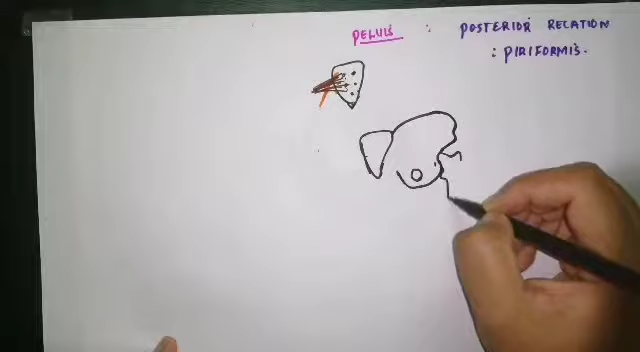 PELVIS : POSTERIOR RELATION
: PIRIFORMIS.